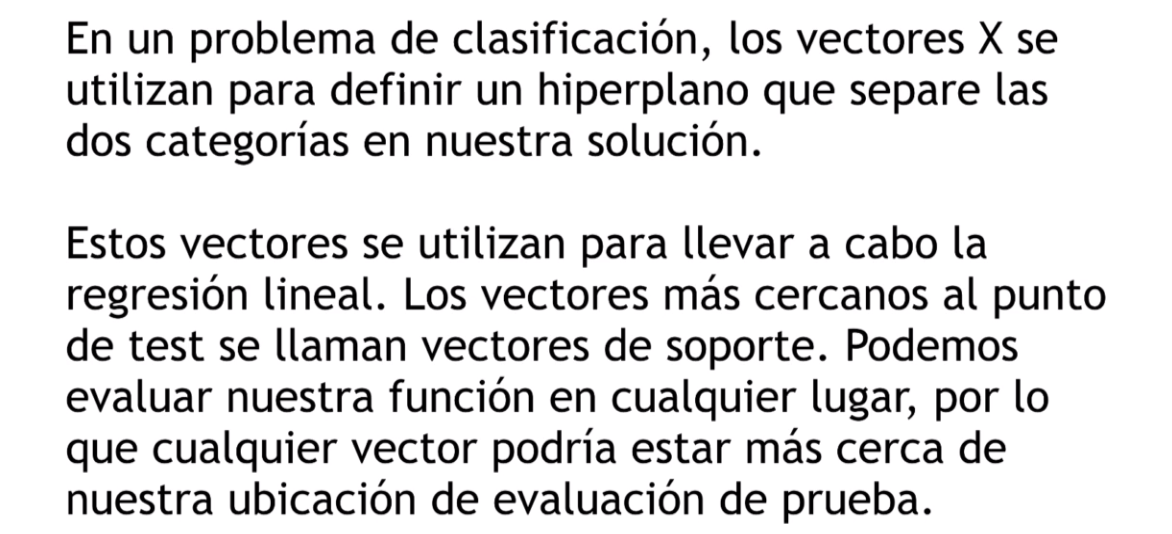 En un problema de clasificación, los vectores X se
utilizan para definir un hiperplano que separe las
dos categorías en nuestra solución.
Estos vectores se utilizan para llevar a cabo la
regresión lineal. Los vectores más cercanos al punto
de test se llaman vectores de soporte. Podemos
evaluar nuestra función en cualquier lugar, por lo
que cualquier vector podría estar más cerca de
nuestra ubicación de evaluación de prueba.